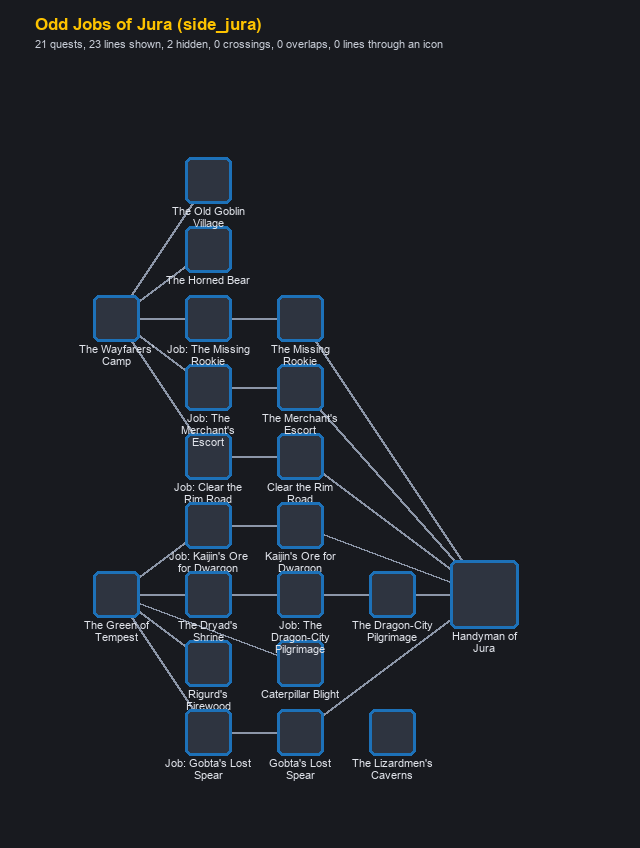 Odd Jobs of Jura (side_jura)
21 quests, 23 lines shown, 2 hidden, 0 crossings, 0 overlaps, 0 lines through an icon
The Old Goblin
Village
The Horned Bear
The Wayfarers'
Camp
Job: The Missing
Rookie
The Missing
Rookie
Job: The
Merchant's
Escort
The Merchant's
Escort
Job: Clear the
Rim Road
Clear the Rim
Road
Job: Kaijin's Ore
for Dwargon
Kaijin's Ore for
Dwargon
The Green of
Tempest
The Dryad's
Shrine
Job: The
Dragon-City
Pilgrimage
The Dragon-City
Pilgrimage
Handyman of
Jura
Rigurd's
Firewood
Caterpillar Blight
Job: Gobta's Lost
Spear
Gobta's Lost
Spear
The Lizardmen's
Caverns